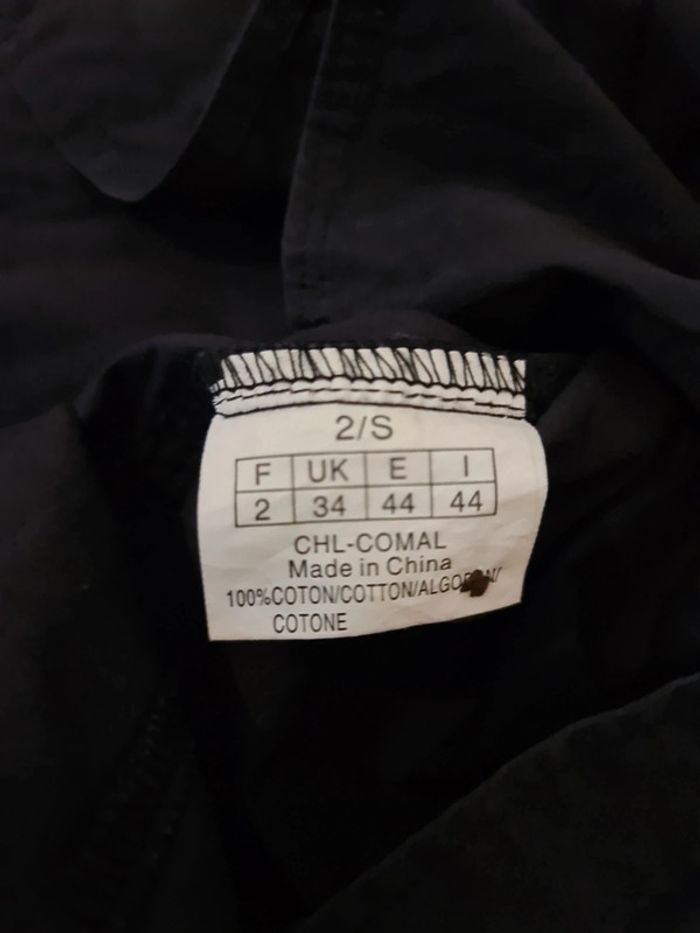 2/S
F UK E I
2 34 44 44
CHL-COMAL
Made in China
100%COTON/COTTON/
COTONE